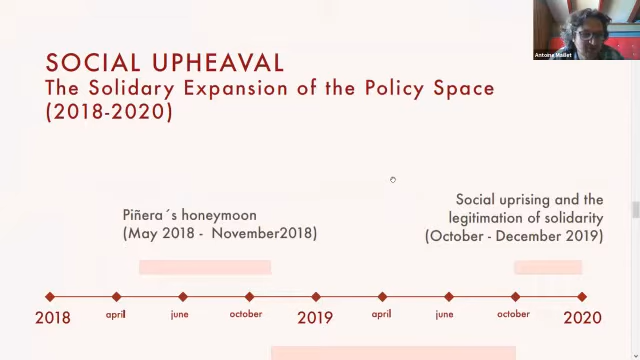 SOCIAL UPHEAVAL
The Solidary Expansion of the Policy Space
(2018-2020)
Piñera´s honeymoon
(May 2018 - November2018)
Social uprising and the
legitimation of solidarity
(October - December 2019)
2018 april june october 2019 april june october 2020
Antoine Maillet